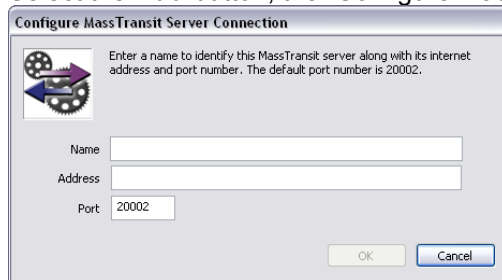 Configure MassTransit Server Connection
Enter a name to identify this MassTransit server along with its internet
address and port number. The default port number is 20002.
Name
Address
Port 20002
OK Cancel